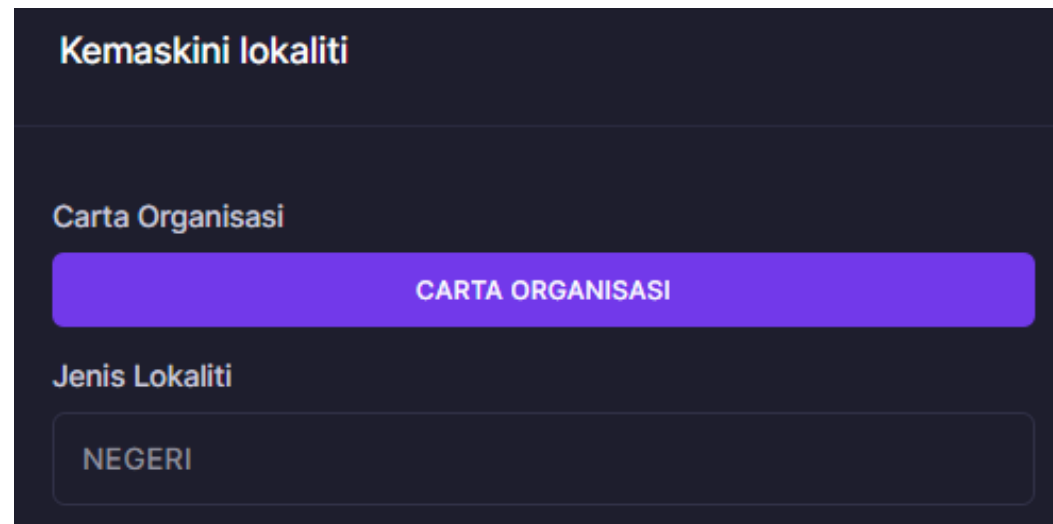 Kemaskini lokaliti
Carta Organisasi
CARTA ORGANISASI
Jenis Lokaliti
NEGERI